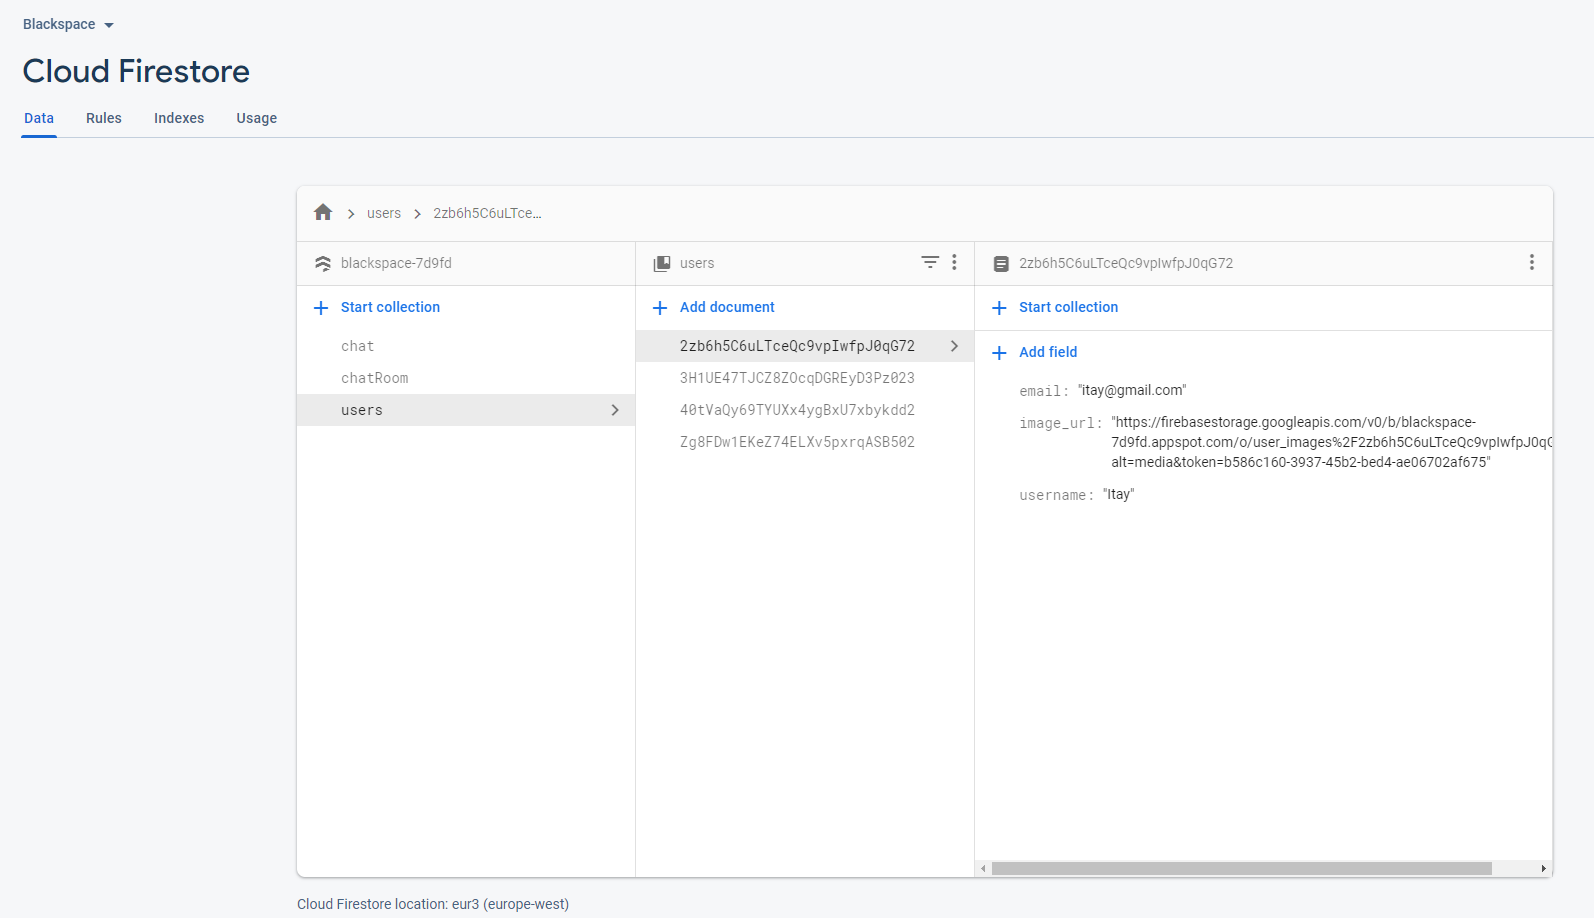 Blackspace
Cloud Firestore
Data Rules Indexes Usage
users 2zb6h5C6uLTce...
blackspace-7d9fd
users
2zb6h5C6uLTceQc9vpIwfpJ0qG72
Start collection
Add document
Start collection
chat
chatRoom
users
2zb6h5C6uLTceQc9vpIwfpJ0qG72
3H1UE47TJCZ8ZOcqDGREyD3Pz023
40tVaQy69TYUXx4ygBxU7xbykdd2
Zg8FDw1EKeZ74ELXv5pxrqASB502
Add field
email: "itay@gmail.com"
image_url: "https://firebasestorage.googleapis.com/v0/b/blackspace-
7d9fd.appspot.com/o/user_images%2F2zb6h5C6uLTceQc9vpIwfpJ0qG
alt=media&token=b586c160-3937-45b2-bed4-ae06702af675"
username: "Itay"
Cloud Firestore location: eur3 (europe-west)